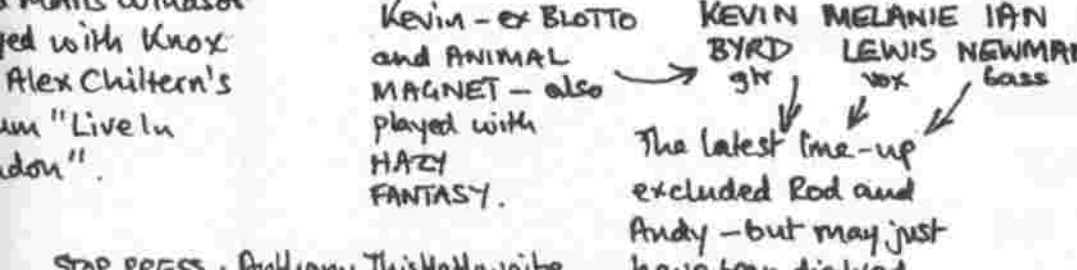 yed with Knox
Alex Chiltern's
um "Live In
don".
Kevin - ex BLOTTO
and ANIMAL
MAGNET - also
played with
HAZY
FANTASY.
KEVIN MELANIE IAN
BYRD LEWIS NEWMAN
gtr vox bass
The latest line-up
excluded Rod and
Andy - but may just
have been
STOP PRESS: Anthony